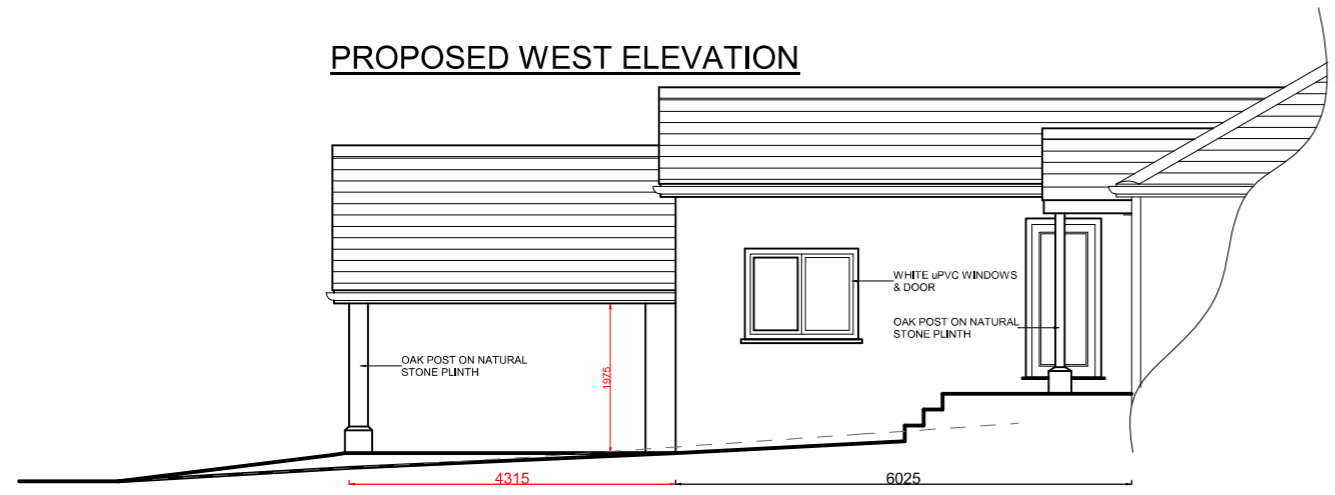 PROPOSED WEST ELEVATION
WHITE uPVC WINDOWS
& DOOR
OAK POST ON NATURAL
STONE PLINTH
OAK POST ON NATURAL
STONE PLINTH
1975
4315
6025